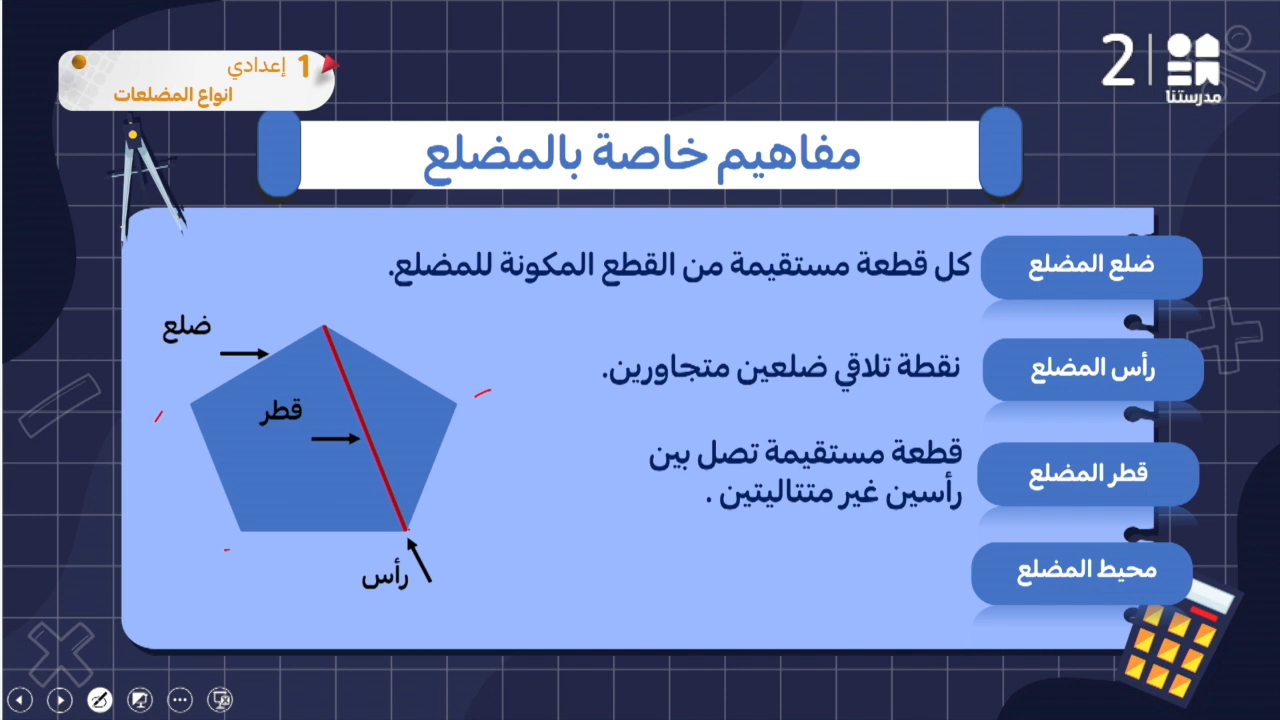 2
مدرستنا
1 إعدادي
انواع المضلعات
مفاهيم خاصة بالمضلع
ضلع المضلع
كل قطعة مستقيمة من القطع المكونة للمضلع.
رأس المضلع
نقطة تلاقي ضلعين متجاورين.
قطر المضلع
قطعة مستقيمة تصل بين
رأسين غير متتاليتين .
محيط المضلع
ضلع
قطر
رأس